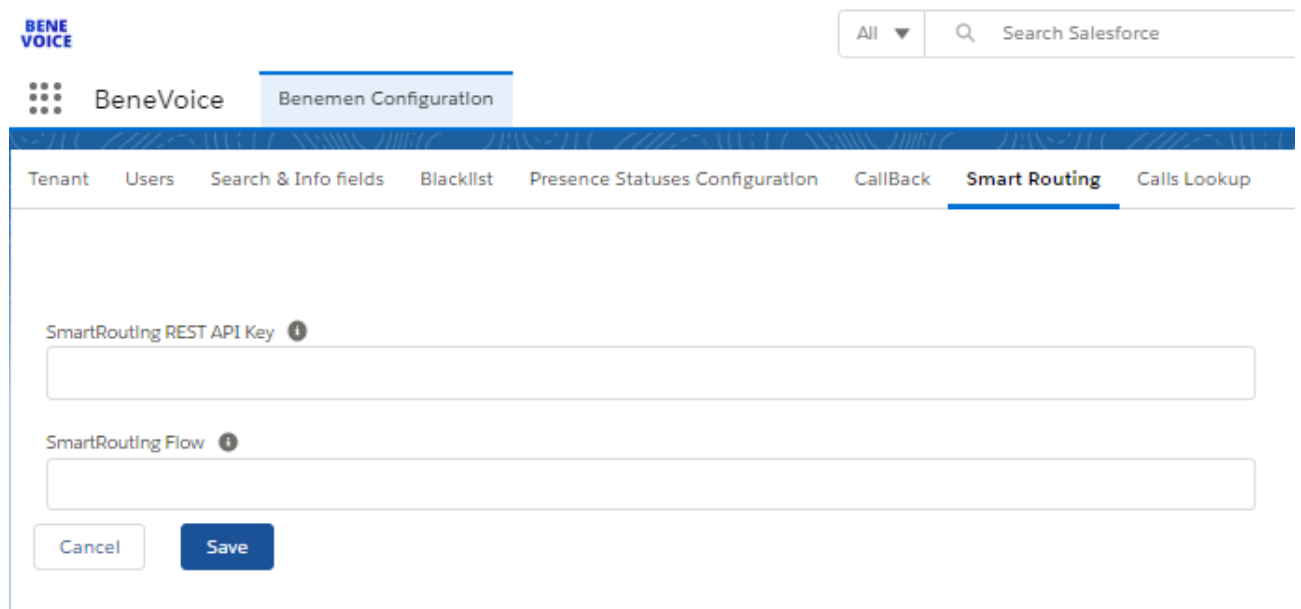 BENE
VOICE
All
Search Salesforce
BeneVoice
Benemen Configuration
Tenant Users Search & Info fields Blacklist Presence Statuses Configuration CallBack Smart Routing Calls Lookup
SmartRouting REST API Key
SmartRouting Flow
Cancel Save